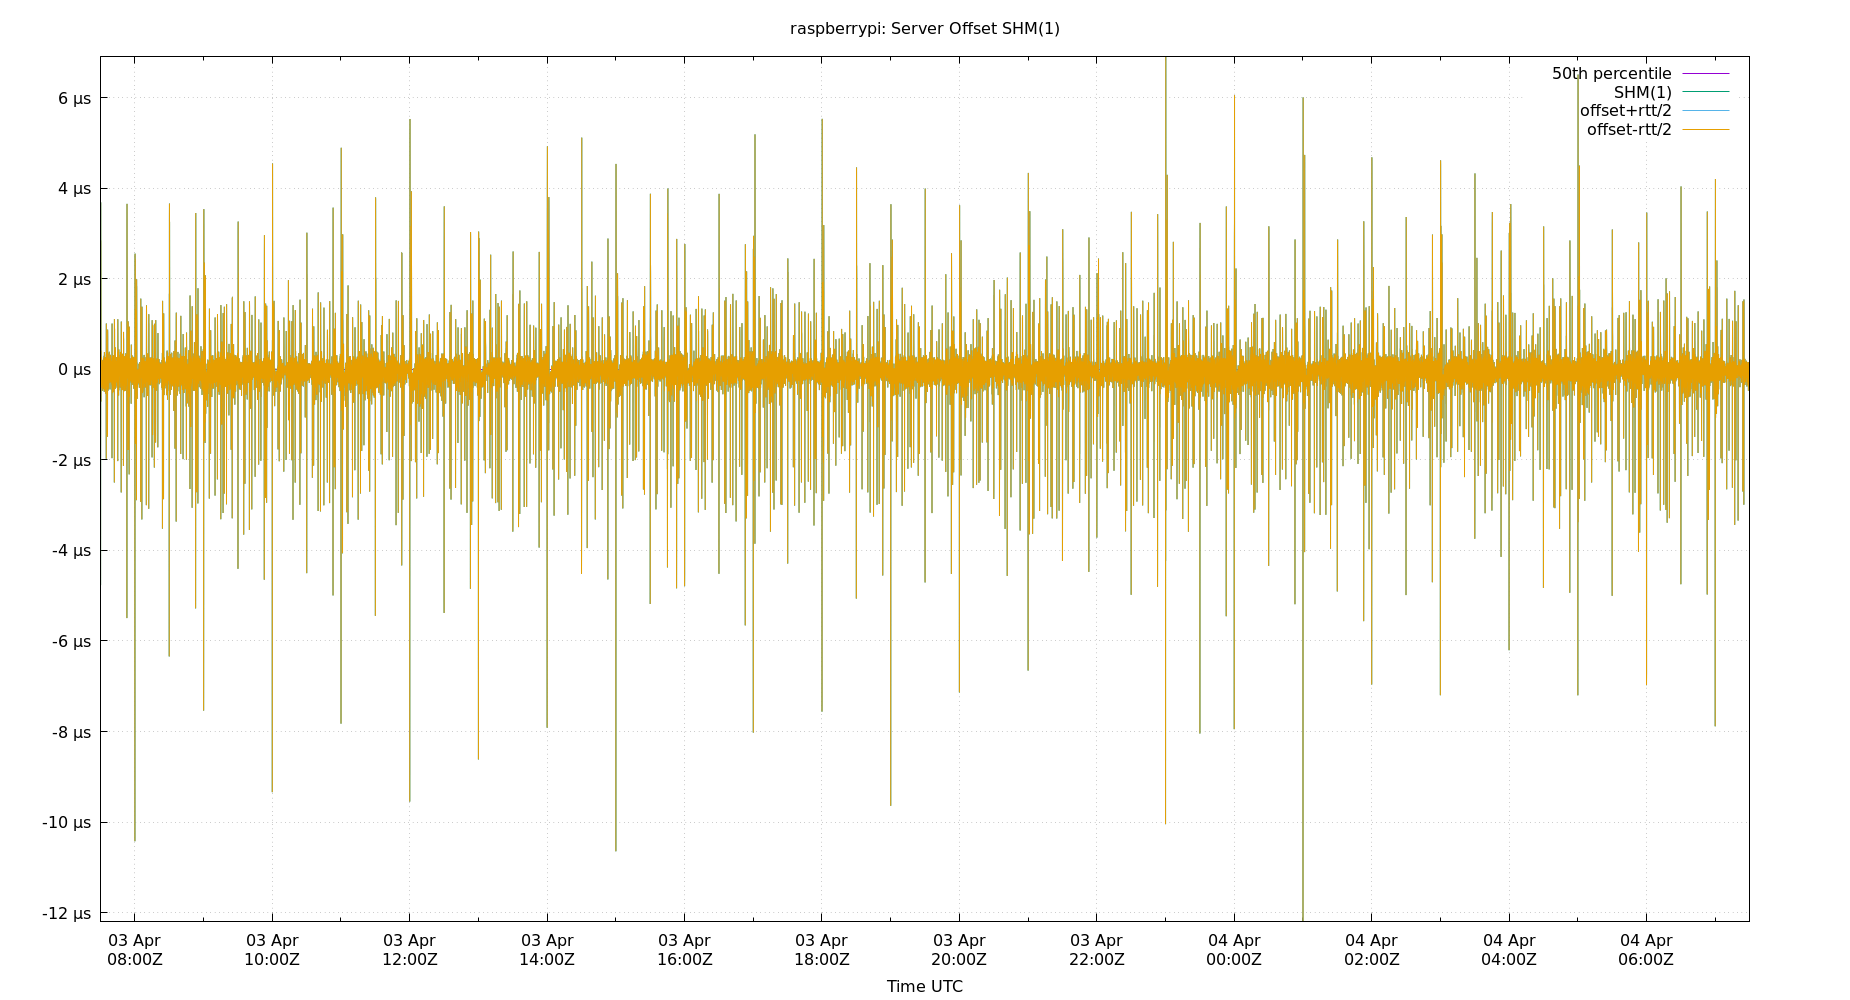 raspberrypi: Server Offset SHM(1)
50th percentile
SHM(1)
offset+rtt/2
offset-rtt/2
6 µs
4 µs
2 µs
0 µs
-2 µs
-4 µs
-6 µs
-8 µs
-10 µs
-12 µs
03 Apr 03 Apr 03 Apr 03 Apr 03 Apr 03 Apr 03 Apr 03 Apr 04 Apr 04 Apr 04 Apr 04 Apr
08:00Z 10:00Z 12:00Z 14:00Z 16:00Z 18:00Z 20:00Z 22:00Z 00:00Z 02:00Z 04:00Z 06:00Z
Time UTC